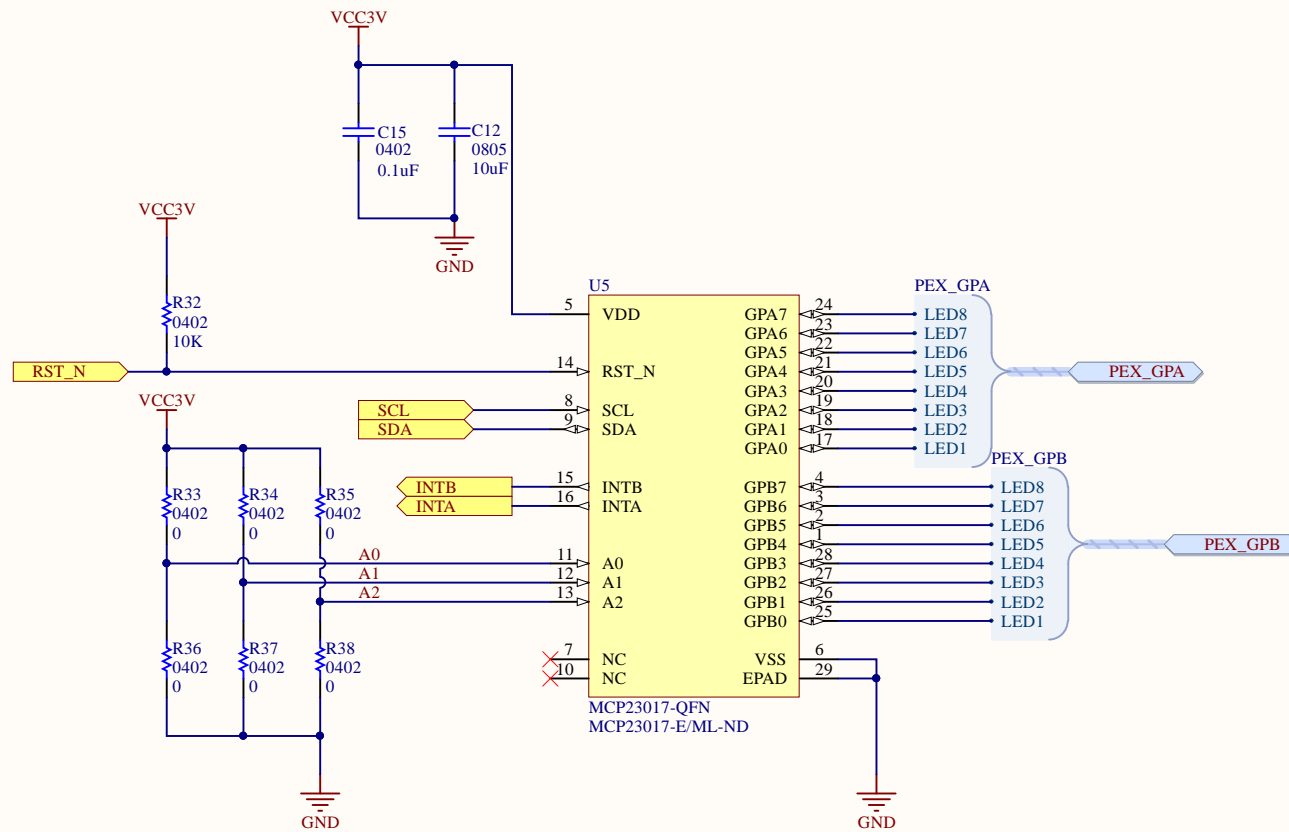 VCC3V
C15
0402
0.1uF
C12
0805
10uF
GND
VCC3V
R32
0402
10K
RST_N
VCC3V
R33
0402
0
R34
0402
0
R35
0402
0
A0
A1
A2
R36
0402
0
R37
0402
0
R38
0402
0
GND
SCL
SDA
INTB
INTA
U5
5 VDD
14 RST_N
8 SCL
9 SDA
15 INTB
16 INTA
11 A0
12 A1
13 A2
7 NC
10 NC
GPA7 24
GPA6 23
GPA5 22
GPA4 21
GPA3 20
GPA2 19
GPA1 18
GPA0 17
GPB7 4
GPB6 3
GPB5 2
GPB4 1
GPB3 28
GPB2 27
GPB1 26
GPB0 25
VSS 6
EPAD 29
MCP23017-QFN
MCP23017-E/ML-ND
PEX_GPA
LED8
LED7
LED6
LED5
LED4
LED3
LED2
LED1
PEX_GPA
PEX_GPB
LED8
LED7
LED6
LED5
LED4
LED3
LED2
LED1
PEX_GPB
GND